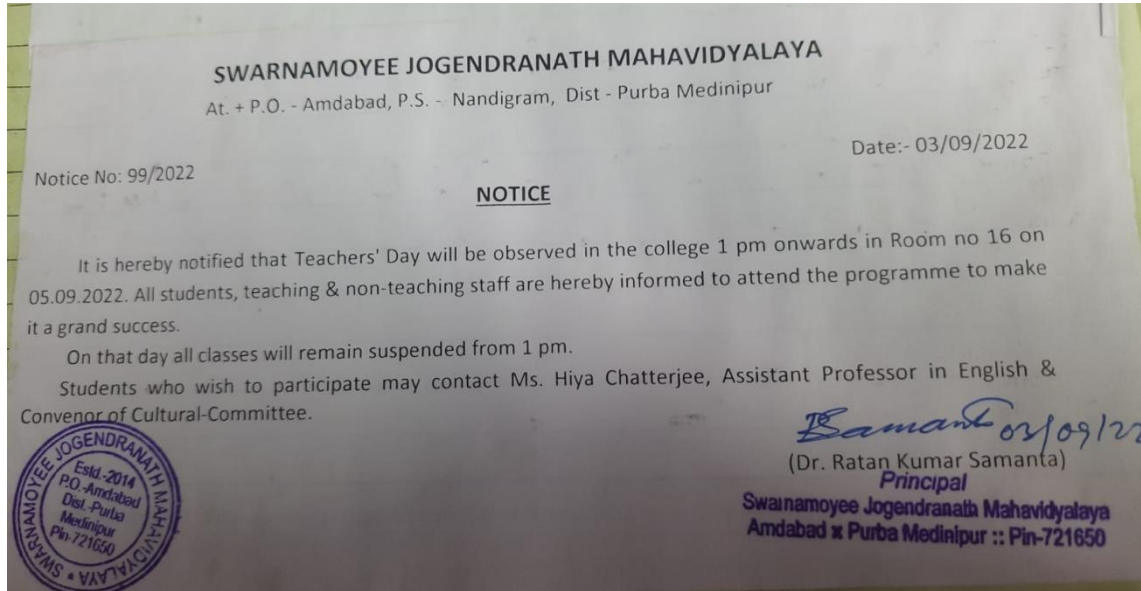 SWARNAMOYEE JOGENDRANATH MAHAVIDYALAYA
At. + P.O. - Amdabad, P.S. - Nandigram, Dist - Purba Medinipur
Notice No: 99/2022
Date:- 03/09/2022
NOTICE
It is hereby notified that Teachers' Day will be observed in the college 1 pm onwards in Room no 16 on
05.09.2022. All students, teaching & non-teaching staff are hereby informed to attend the programme to make
it a grand success.
On that day all classes will remain suspended from 1 pm.
Students who wish to participate may contact Ms. Hiya Chatterjee, Assistant Professor in English &
Convenor of Cultural-Committee.
SWARNAMOYEE JOGENDRANATH MAHAVIDYALAYA
Estd.-2014
P.O.-Amdabad
Dist.-Purba
Medinipur
Pin-721650
Samanta 03/09/22
(Dr. Ratan Kumar Samanta)
Principal
Swarnamoyee Jogendranath Mahavidyalaya
Amdabad x Purba Medinipur :: Pin-721650